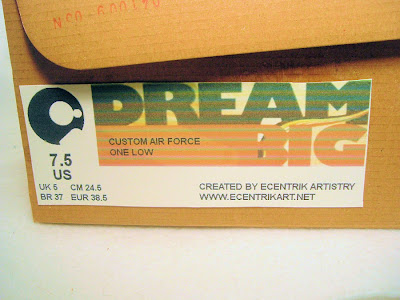 DREAM
BIG
CUSTOM AIR FORCE
ONE LOW
7.5
US
UK 5 CM 24.5
BR 37 EUR 38.5
CREATED BY ECENTRIK ARTISTRY
WWW.ECENTRIKART.NET